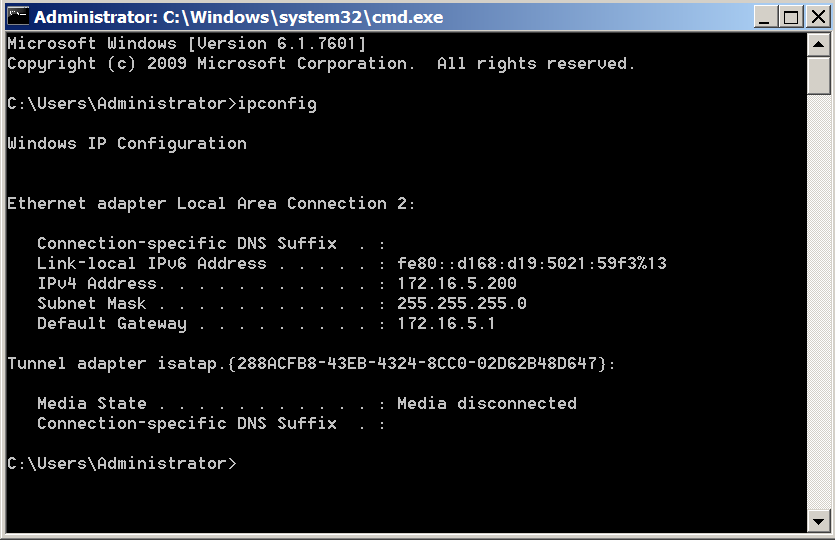 Administrator: C:\Windows\system32\cmd.exe
Microsoft Windows [Version 6.1.7601]
Copyright (c) 2009 Microsoft Corporation.  All rights reserved.
C:\Users\Administrator>ipconfig
Windows IP Configuration
Ethernet adapter Local Area Connection 2:
   Connection-specific DNS Suffix  . :
   Link-local IPv6 Address . . . . . : fe80::d168:d19:5021:59f3%13
   IPv4 Address. . . . . . . . . . . : 172.16.5.200
   Subnet Mask . . . . . . . . . . . : 255.255.255.0
   Default Gateway . . . . . . . . . : 172.16.5.1
Tunnel adapter isatap.{288ACFB8-43EB-4324-8CC0-02D62B48D647}:
   Media State . . . . . . . . . . . : Media disconnected
   Connection-specific DNS Suffix  . :
C:\Users\Administrator>